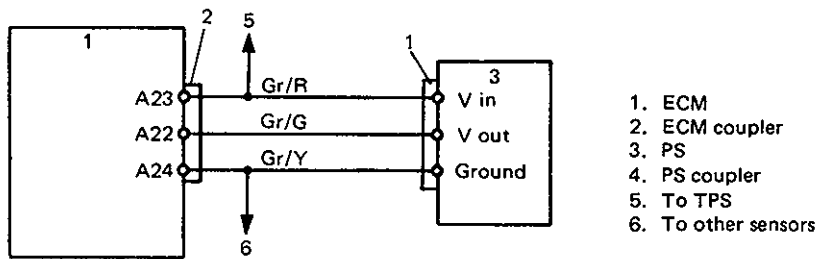 1
2
5
1
3
A23
Gr/R
V in
A22
Gr/G
V out
A24
Gr/Y
Ground
6
1. ECM
2. ECM coupler
3. PS
4. PS coupler
5. To TPS
6. To other sensors